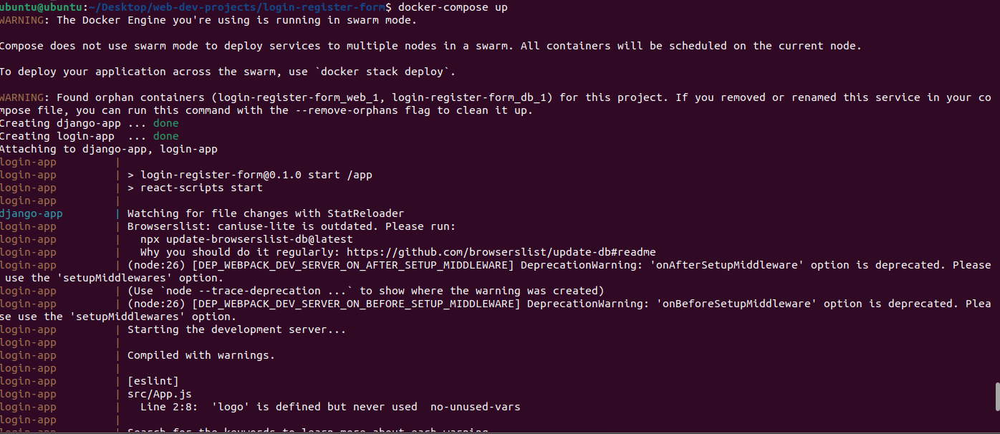 ubuntu@ubuntu:~/Desktop/web-dev-projects/login-register-form$ docker-compose up
WARNING: The Docker Engine you're using is running in swarm mode.
Compose does not use swarm mode to deploy services to multiple nodes in a swarm. All containers will be scheduled on the current node.
To deploy your application across the swarm, use `docker stack deploy`.
WARNING: Found orphan containers (login-register-form_web_1, login-register-form_db_1) for this project. If you removed or renamed this service in your co
mpose file, you can run this command with the --remove-orphans flag to clean it up.
Creating django-app ... done
Creating login-app  ... done
Attaching to django-app, login-app
login-app         |
login-app         | > login-register-form@0.1.0 start /app
login-app         | > react-scripts start
login-app         |
django-app        | Watching for file changes with StatReloader
login-app         | Browserslist: caniuse-lite is outdated. Please run:
login-app         |   npx update-browserslist-db@latest
login-app         |   Why you should do it regularly: https://github.com/browserslist/update-db#readme
login-app         | (node:26) [DEP_WEBPACK_DEV_SERVER_ON_AFTER_SETUP_MIDDLEWARE] DeprecationWarning: 'onAfterSetupMiddleware' option is deprecated. Please
 use the 'setupMiddlewares' option.
login-app         | (Use `node --trace-deprecation ...` to show where the warning was created)
login-app         | (node:26) [DEP_WEBPACK_DEV_SERVER_ON_BEFORE_SETUP_MIDDLEWARE] DeprecationWarning: 'onBeforeSetupMiddleware' option is deprecated. Plea
se use the 'setupMiddlewares' option.
login-app         | Starting the development server...
login-app         |
login-app         | Compiled with warnings.
login-app         |
login-app         | [eslint]
login-app         | src/App.js
login-app         |   Line 2:8:  'logo' is defined but never used  no-unused-vars
login-app         |
login-app         | Search for the keywords to learn more about each warning.